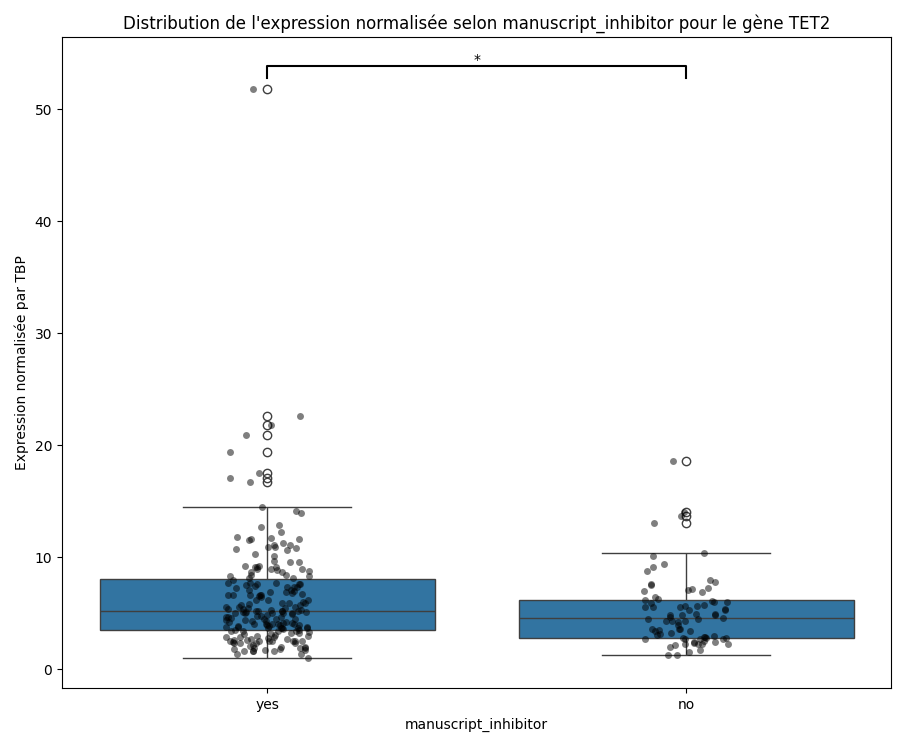 Distribution de l'expression normalisée selon manuscript_inhibitor pour le gène TET2
*
50
40
30
20
10
0
Expression normalisée par TBP
yes
no
manuscript_inhibitor